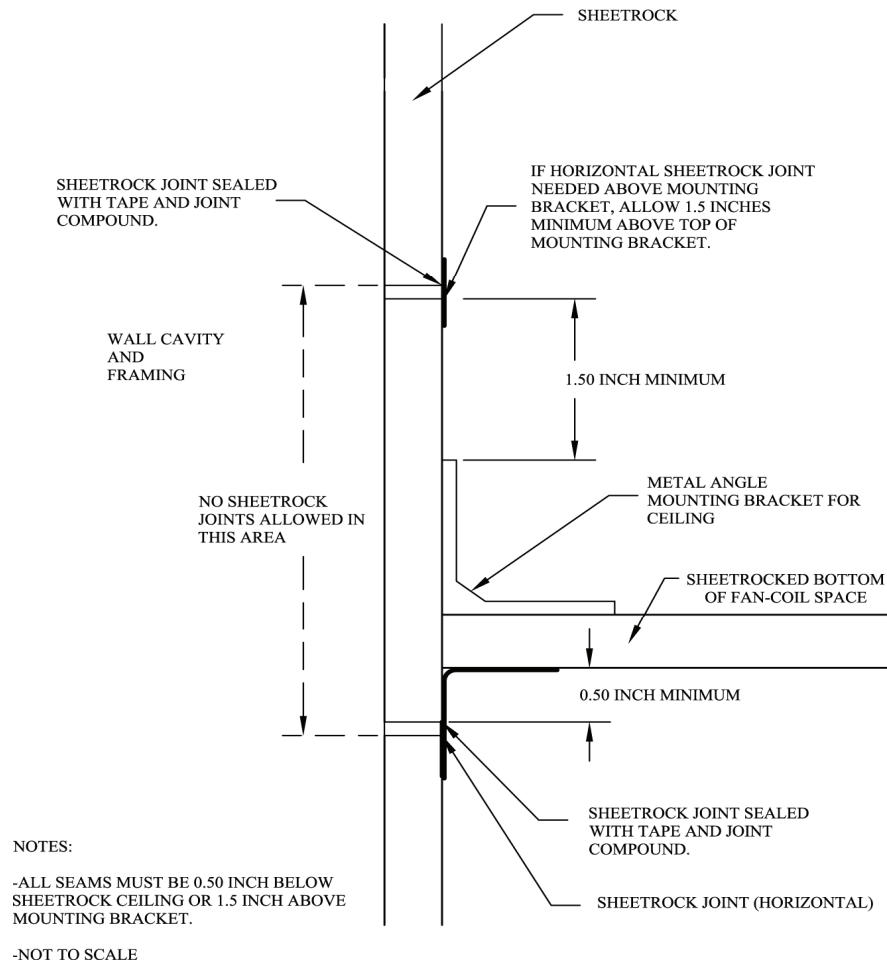 SHEETROCK
SHEETROCK JOINT SEALED
WITH TAPE AND JOINT
COMPOUND.
IF HORIZONTAL SHEETROCK JOINT
NEEDED ABOVE MOUNTING
BRACKET, ALLOW 1.5 INCHES
MINIMUM ABOVE TOP OF
MOUNTING BRACKET.
WALL CAVITY
AND
FRAMING
1.50 INCH MINIMUM
NO SHEETROCK
JOINTS ALLOWED IN
THIS AREA
METAL ANGLE
MOUNTING BRACKET FOR
CEILING
SHEETROCKED BOTTOM
OF FAN-COIL SPACE
0.50 INCH MINIMUM
SHEETROCK JOINT SEALED
WITH TAPE AND JOINT
COMPOUND.
SHEETROCK JOINT (HORIZONTAL)
NOTES:
-ALL SEAMS MUST BE 0.50 INCH BELOW
SHEETROCK CEILING OR 1.5 INCH ABOVE
MOUNTING BRACKET.
-NOT TO SCALE